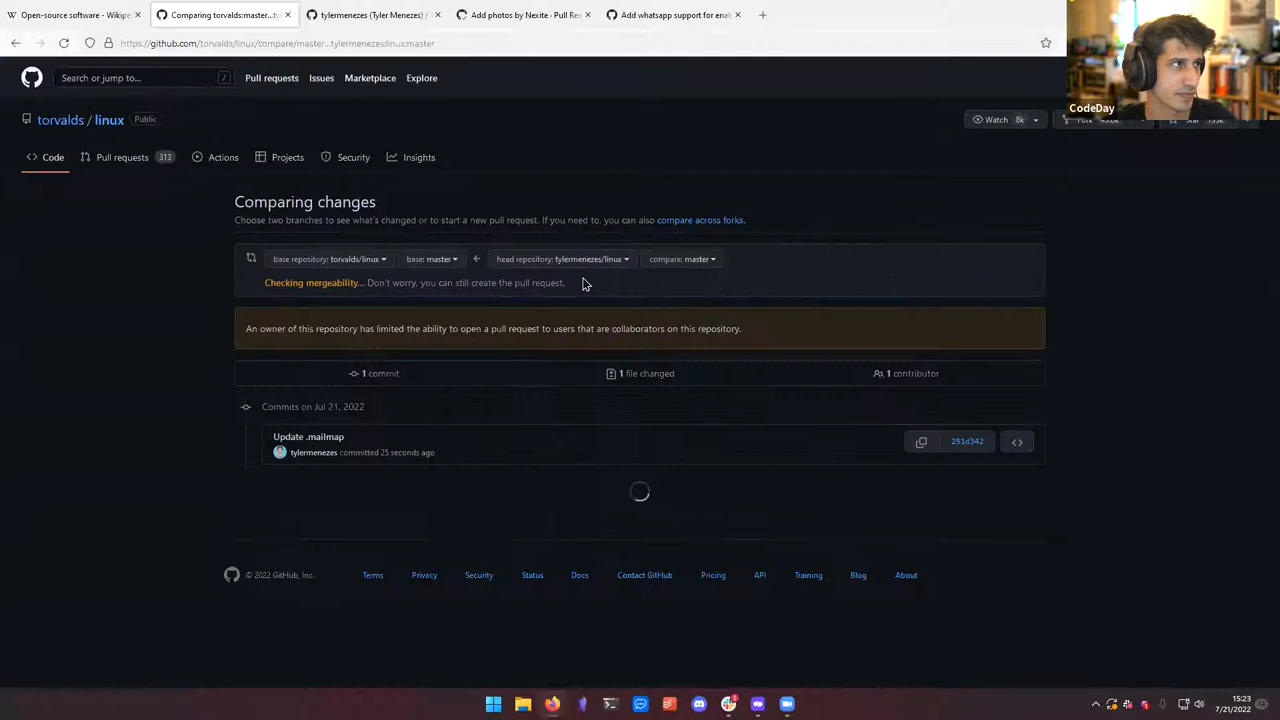 Open-source software - Wikipe
Comparing torvalds:master...ty
tylermenezes (Tyler Menezes) /
Add photos by Nexite · Pull Re
Add whatsapp support for enab
https://github.com/torvalds/linux/compare/master...tylermenezes/linux:mast
Search or jump to...
/
Pull requests
Issues
Marketplace
Explore
CodeDay
torvalds / linux
Public
Watch 8k
Code
Pull requests 313
Actions
Projects
Security
Insights
Comparing changes
Choose two branches to see what's changed or to start a new pull request. If you need to, you can also compare across forks.
base repository: torvalds/linux
base: master
head repository: tylermenezes/linux
compare: master
Checking mergeability... Don't worry, you can still create the pull request.
An owner of this repository has limited the ability to open a pull request to users that are collaborators on this repository.
1 commit
1 file changed
1 contributor
Commits on Jul 21, 2022
Update .mailmap
tylermenezes committed 25 seconds ago
251d342
© 2022 GitHub, Inc.
Terms
Privacy
Security
Status
Docs
Contact GitHub
Pricing
API
Training
Blog
About
15:23
7/21/2022